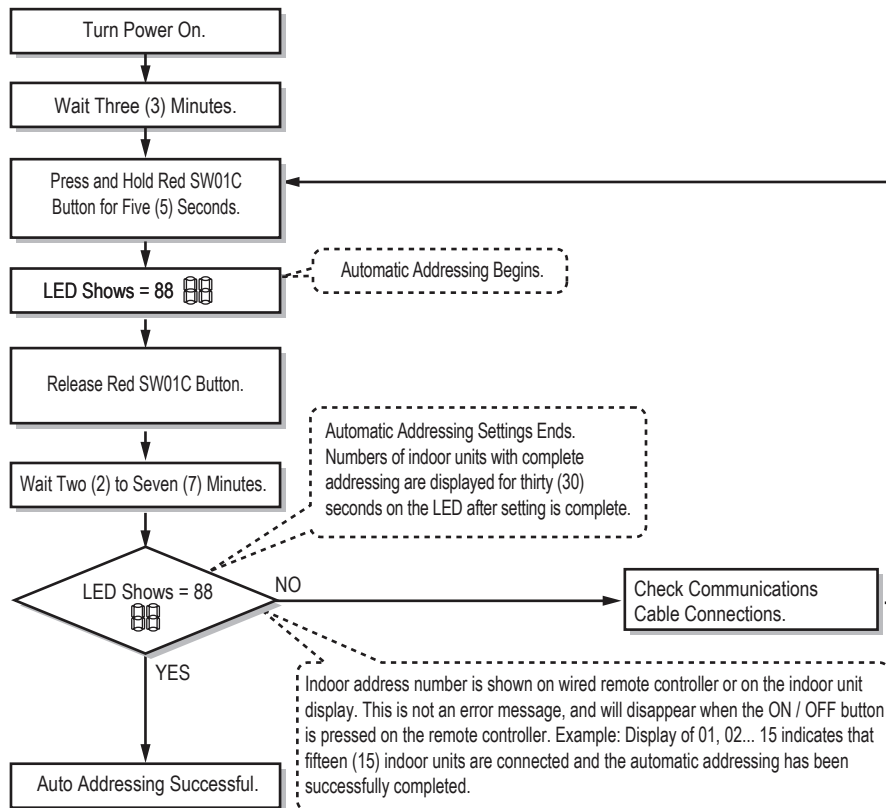 Turn Power On.
Wait Three (3) Minutes.
Press and Hold Red SW01C
Button for Five (5) Seconds.
LED Shows = 88 88
Automatic Addressing Begins.
Release Red SW01C Button.
Automatic Addressing Settings Ends.
Numbers of indoor units with complete
addressing are displayed for thirty (30)
seconds on the LED after setting is complete.
Wait Two (2) to Seven (7) Minutes.
LED Shows = 88
88
NO
Check Communications
Cable Connections.
YES
Indoor address number is shown on wired remote controller or on the indoor unit
display. This is not an error message, and will disappear when the ON / OFF button
is pressed on the remote controller. Example: Display of 01, 02... 15 indicates that
fifteen (15) indoor units are connected and the automatic addressing has been
successfully completed.
Auto Addressing Successful.